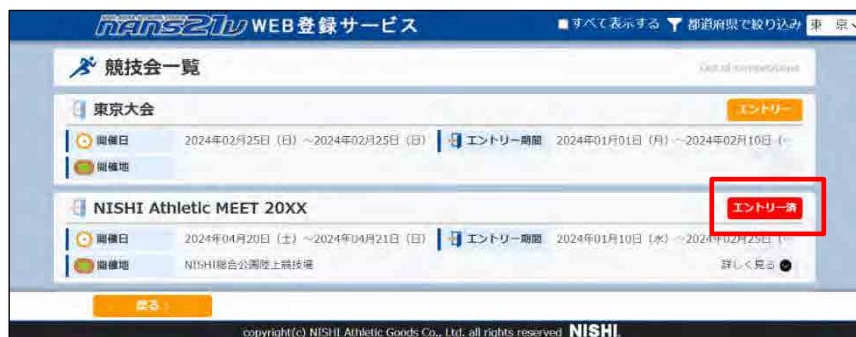 nans21v WEB登録サービス
すべて表示する 都道府県で絞り込み 東 京
競技会一覧 List of competitions
東京大会 エントリー
開催日 2024年02月25日（日）～2024年02月25日（日） エントリー期間 2024年01月01日（月）～2024年02月10日（…
開催地
NISHI Athletic MEET 20XX エントリー済
開催日 2024年04月20日（土）～2024年04月21日（日） エントリー期間 2024年01月10日（水）～2024年02月25日（…
開催地 NISHI総合公園陸上競技場 詳しく見る
戻る
copyright(c) NISHI Athletic Goods Co., Ltd. all rights reserved NISHI.